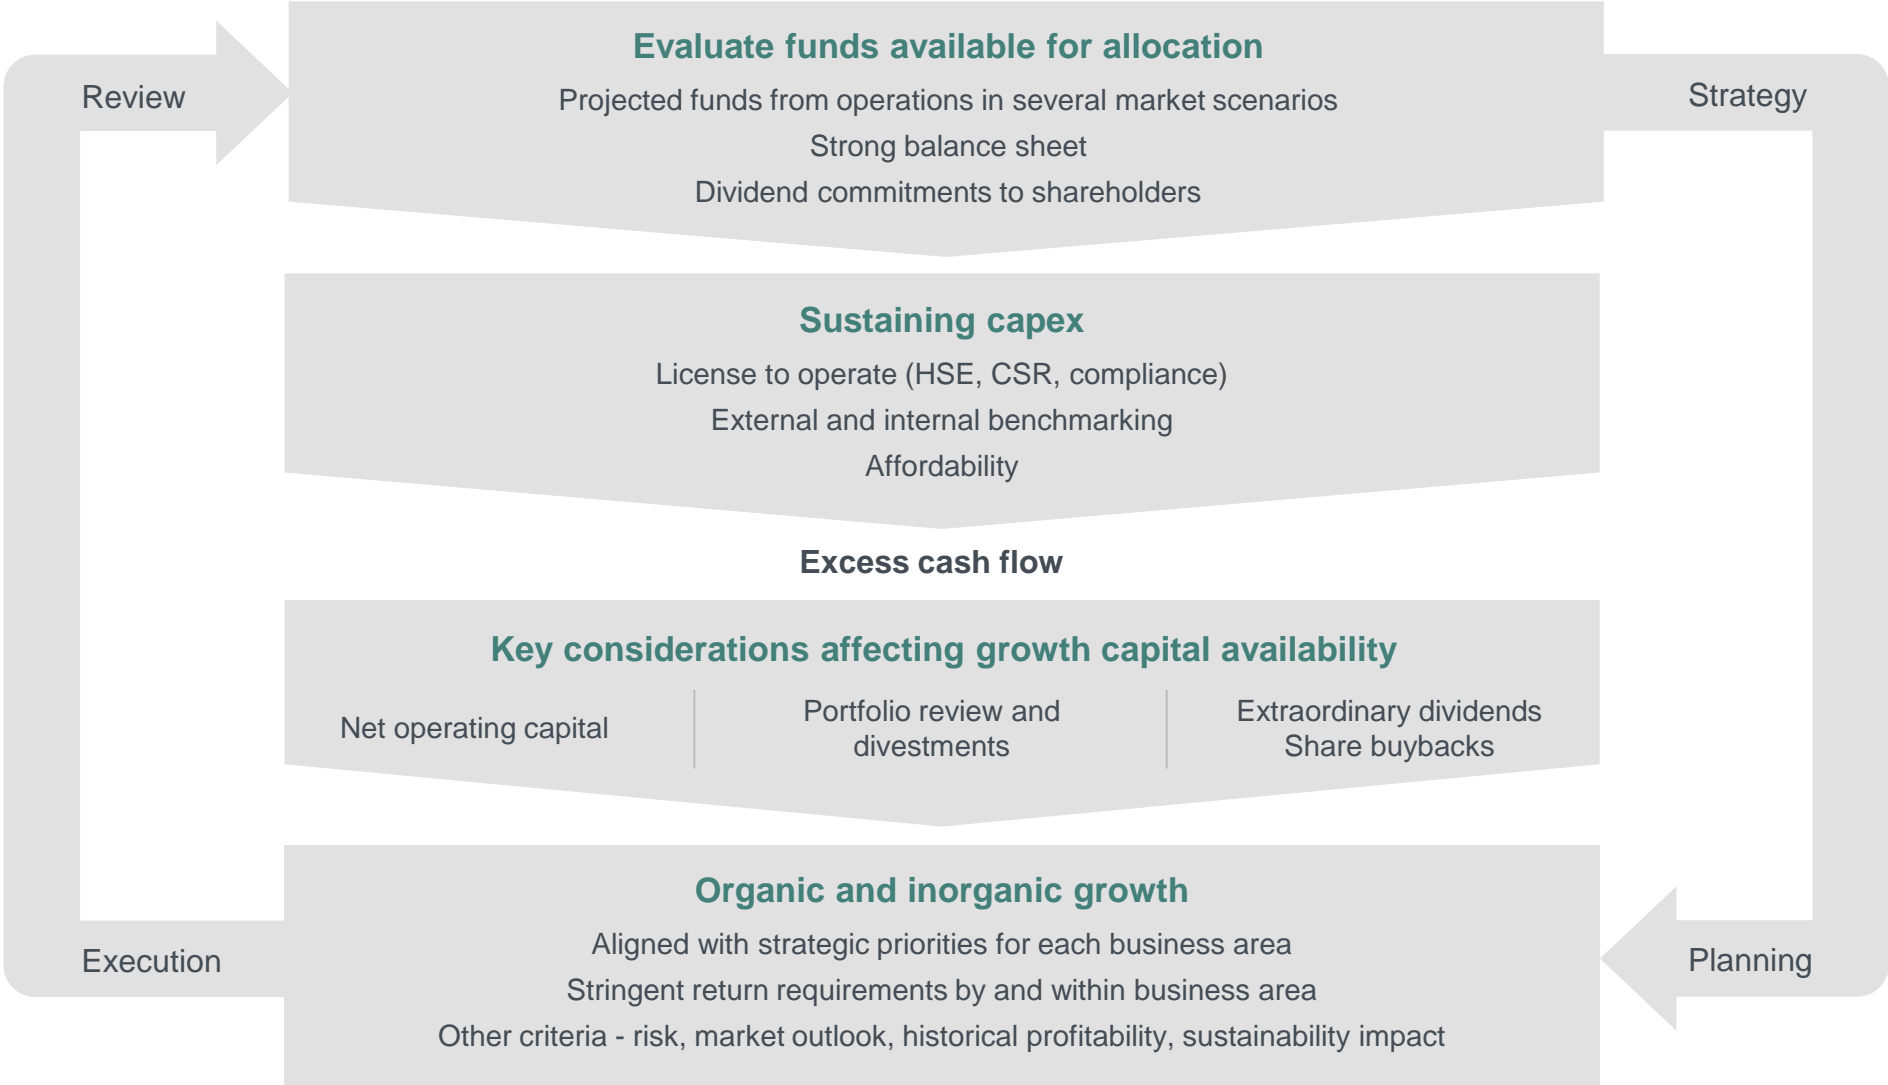 Evaluate funds available for allocation
Review
Projected funds from operations in several market scenarios
Strategy
Strong balance sheet
Dividend commitments to shareholders
Sustaining capex
License to operate (HSE, CSR, compliance)
External and internal benchmarking
Affordability
Excess cash flow
Key considerations affecting growth capital availability
Net operating capital
Portfolio review and
divestments
Extraordinary dividends
Share buybacks
Organic and inorganic growth
Aligned with strategic priorities for each business area
Execution
Planning
Stringent return requirements by and within business area
Other criteria - risk, market outlook, historical profitability, sustainability impact